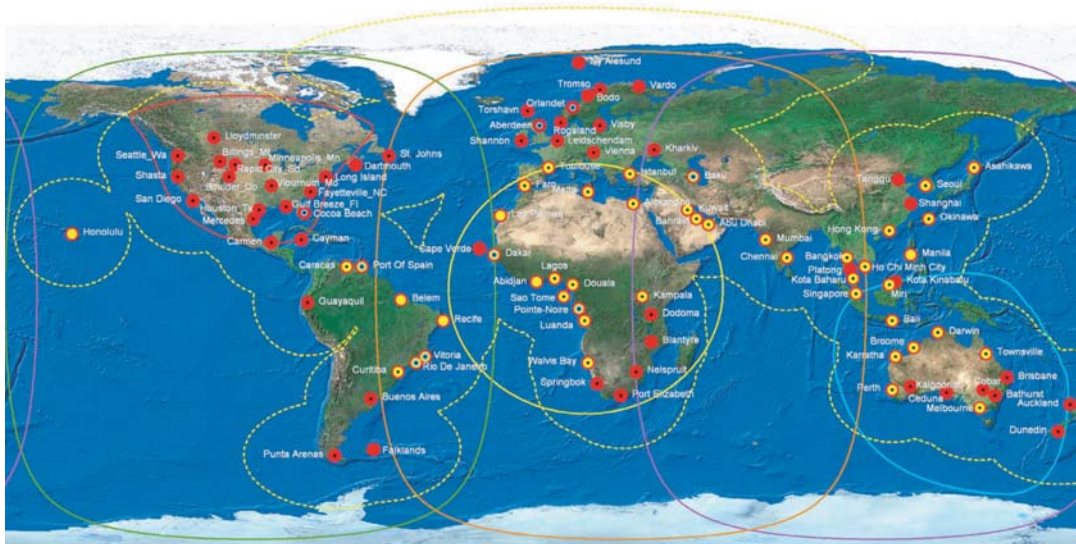 Ny Alesund
Tromso
Vardo
Bodo
Orlandet
Torshavn
Aberdeen
Visby
Rogaland
Shannon
Leidschendam
Vienna
Kharkiv
Lloydminster
Seattle_Wa
Billings_Mt
Minneapolis_Mn
Rapid City_Sd
St. Johns
Dartmouth
Shasta
Boulder_Co
Viburnum_Mo
Long Island
Fayetteville_NC
San Diego
Houston_Tx
Gulf Breeze_Fl
Mercedes
Cocoa Beach
Carmen
Cayman
Honolulu
Toulouse
Istanbul
Baku
Faro
Malta
Las Palmas
Alexandria
Kuwait
Bahrain
Abu Dhabi
Asahikawa
Tanggu
Seoul
Shanghai
Okinawa
Hong Kong
Mumbai
Chennai
Bangkok
Manila
Patong
Ho Chi Minh City
Kota Baharu
Kota Kinabalu
Singapore
Miri
Bali
Cape Verde
Dakar
Caracas
Port Of Spain
Abidjan
Lagos
Douala
Sao Tome
Kampala
Pointe-Noire
Dodoma
Luanda
Guayaquil
Belem
Recife
Blantyre
Vitoria
Rio De Janeiro
Curitiba
Walvis Bay
Nelspruit
Springbok
Port Elizabeth
Buenos Aires
Punta Arenas
Falklands
Darwin
Broome
Karratha
Townsville
Brisbane
Perth
Kalgoorlie
Cobar
Ceduna
Bathurst
Melbourne
Auckland
Dunedin